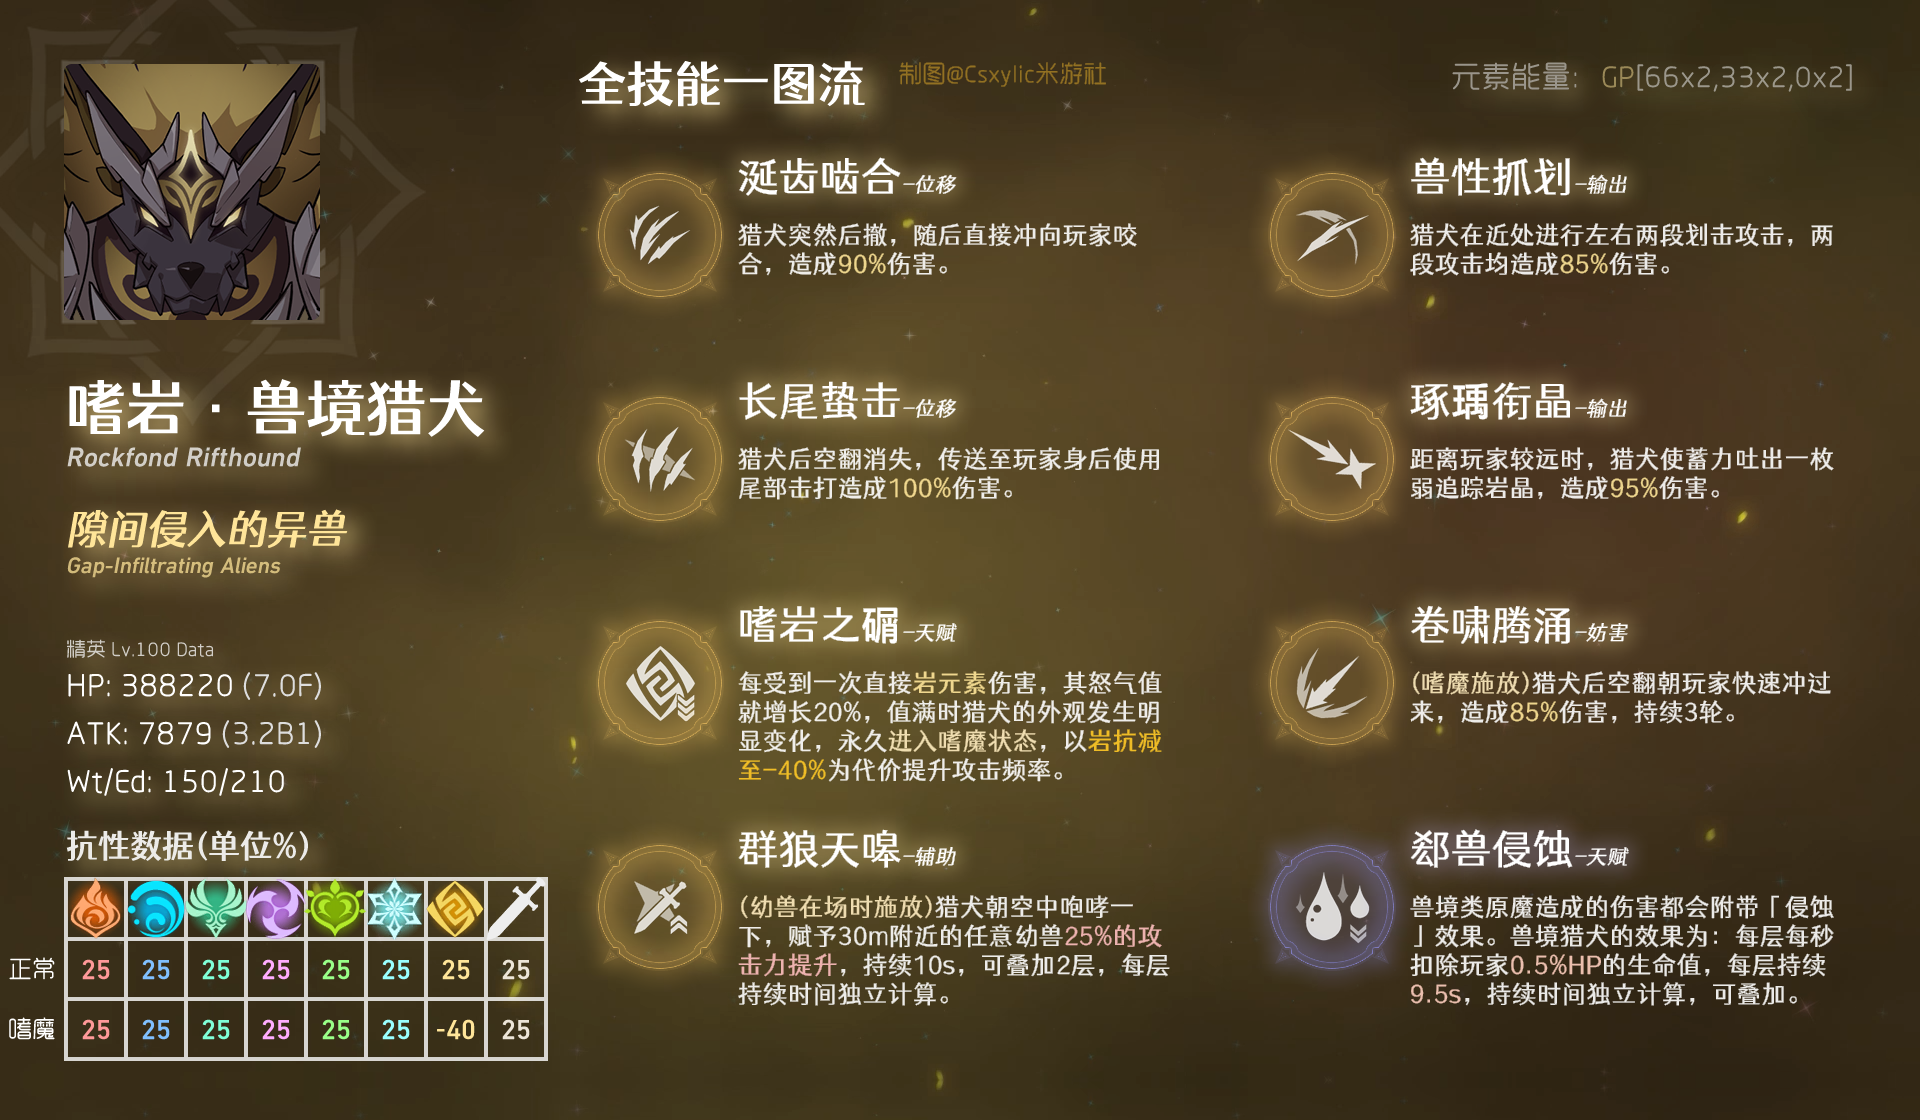 全技能一图流
制图@Csxylic米游社
元素能量: GP[66x2,33x2,0x2]
嗜岩·兽境猎犬
Rockfond Rifthound
隙间侵入的异兽
Gap-Infiltrating Aliens
精英 Lv.100 Data
HP: 388220 (7.0F)
ATK: 7879 (3.2B1)
Wt/Ed: 150/210
抗性数据(单位%)
正常 25 25 25 25 25 25 25 25
嗜魔 25 25 25 25 25 25 -40 25
涎齿啮合-位移
猎犬突然后撤，随后直接冲向玩家咬
合，造成90%伤害。
兽性抓划-输出
猎犬在近处进行左右两段划击攻击，两
段攻击均造成85%伤害。
长尾蛰击-位移
猎犬后空翻消失，传送至玩家身后使用
尾部击打造成100%伤害。
琢瑀衔晶-输出
距离玩家较远时，猎犬使蓄力吐出一枚
弱追踪岩晶，造成95%伤害。
嗜岩之碿-天赋
每受到一次直接岩元素伤害，其怒气值
就增长20%，值满时猎犬的外观发生明
显变化，永久进入嗜魔状态，以岩抗减
至-40%为代价提升攻击频率。
卷啸腾涌-妨害
(嗜魔施放)猎犬后空翻朝玩家快速冲过
来，造成85%伤害，持续3轮。
群狼天嗥-辅助
(幼兽在场时施放)猎犬朝空中咆哮一
下，赋予30m附近的任意幼兽25%的攻
击力提升，持续10s，可叠加2层，每层
持续时间独立计算。
郄兽侵蚀-天赋
兽境类原魔造成的伤害都会附带「侵蚀
」效果。兽境猎犬的效果为：每层每秒
扣除玩家0.5%HP的生命值，每层持续
9.5s，持续时间独立计算，可叠加。